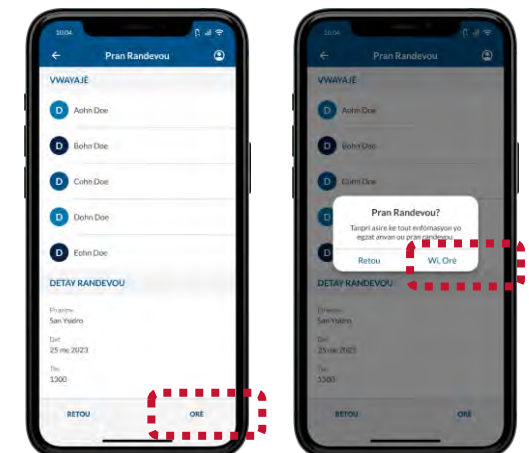 10:04
Pran Randevou
VWAYAJÈ
D Aohn Doe
D Bohn Doe
D Cohn Doe
D Dohn Doe
D Eohn Doe
DETAY RANDEVOU
San Ysidro
Dat
25 me 2023
1300
RETOU ORÈ
10:04
Pran Randevou
VWAYAJÈ
D Aohn Doe
D Bohn Doe
D Cohn Doe
D
Pran Randevou?
Tanpri asire ke tout enfòmasyon yo
egzat anvan ou pran randevou.
Retou Wi, Orè
D
DETAY RANDEVOU
San Ysidro
Dat
25 me 2023
1300
RETOU ORÈ